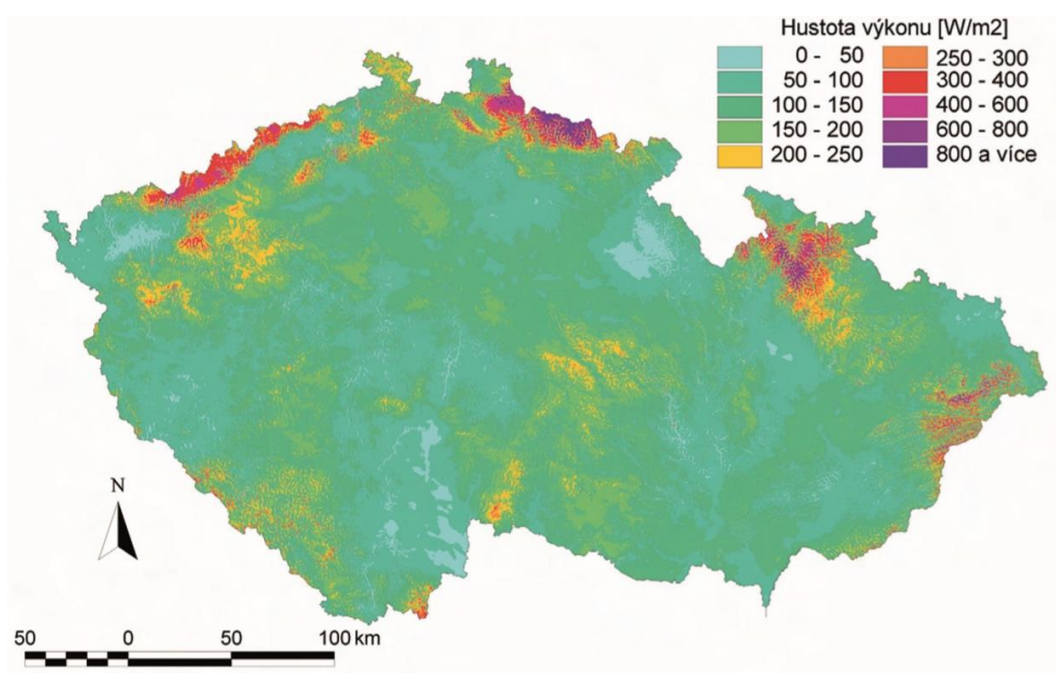 Hustota výkonu [W/m2]
0 - 50
50 - 100
100 - 150
150 - 200
200 - 250
250 - 300
300 - 400
400 - 600
600 - 800
800 a více
N
50 0 50 100 km